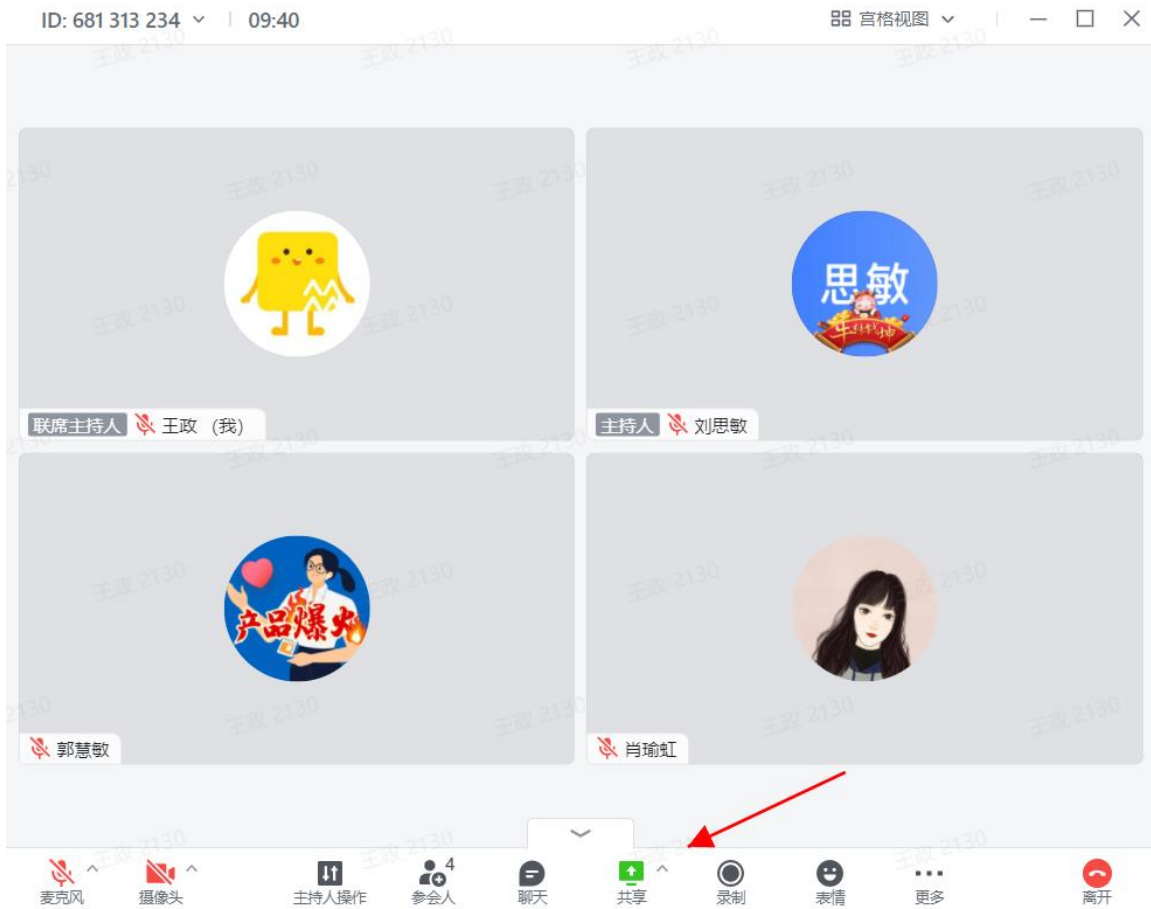 ID: 681 313 234
09:40
宫格视图
思敏
联席主持人 王政 (我)
主持人 刘思敏
产品爆火
郭慧敏
肖瑜虹
4
麦克风 摄像头 主持人操作 参会人 聊天 共享 录制 表情 更多 离开
王政 2130